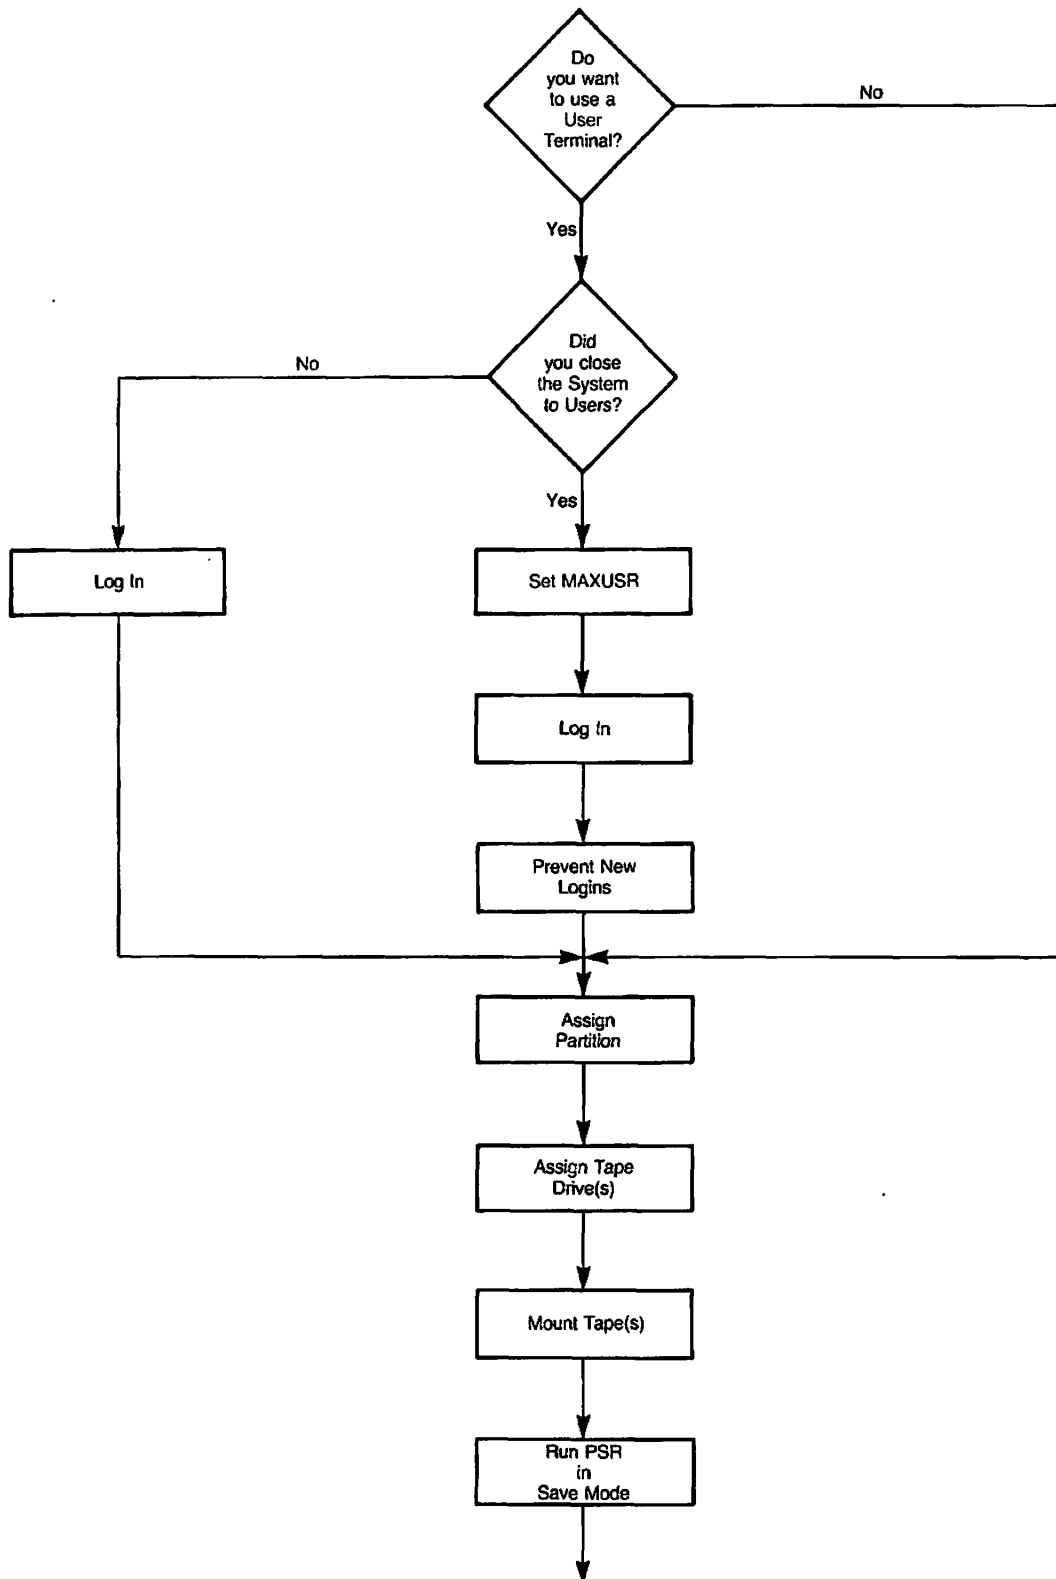 Do
you want
to use a
User
Terminal?
No
Yes
Did
you close
the System
to Users?
No
Yes
Log In
Set MAXUSR
Log In
Prevent New
Logins
Assign
Partition
Assign Tape
Drive(s)
Mount Tape(s)
Run PSR
in
Save Mode